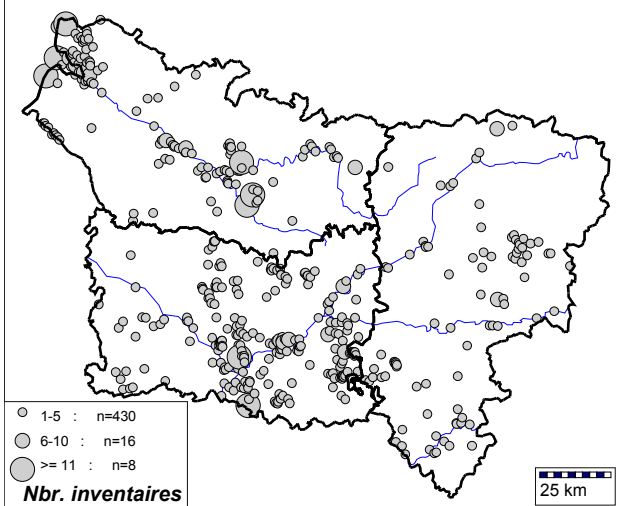 1-5 : n=430
6-10 : n=16
>= 11 : n=8
Nbr. inventaires
25 km